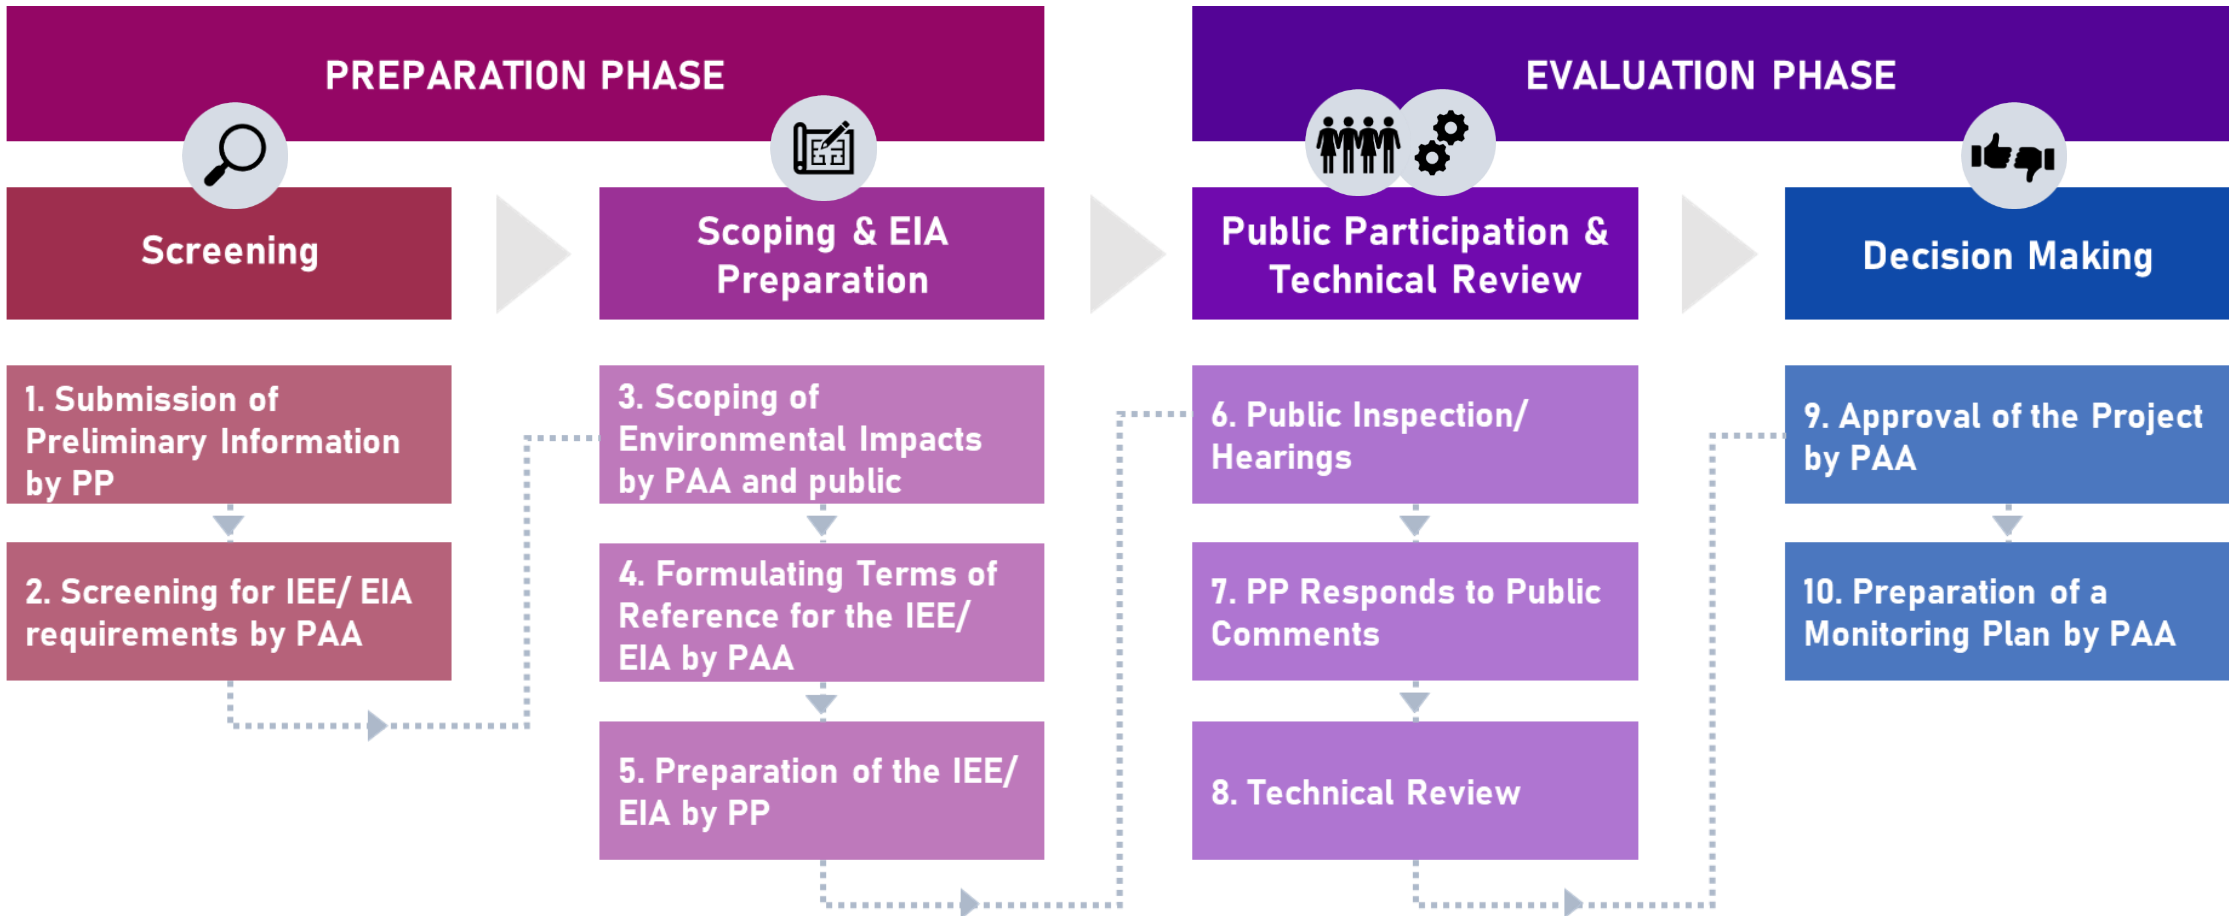 PREPARATION PHASE
EVALUATION PHASE
Screening
Scoping & EIA
Preparation
Public Participation &
Technical Review
Decision Making
1. Submission of
Preliminary Information
by PP
2. Screening for IEE/ EIA
requirements by PAA
3. Scoping of
Environmental Impacts
by PAA and public
4. Formulating Terms of
Reference for the IEE/
EIA by PAA
5. Preparation of the IEE/
EIA by PP
6. Public Inspection/
Hearings
7. PP Responds to Public
Comments
8. Technical Review
9. Approval of the Project
by PAA
10. Preparation of a
Monitoring Plan by PAA